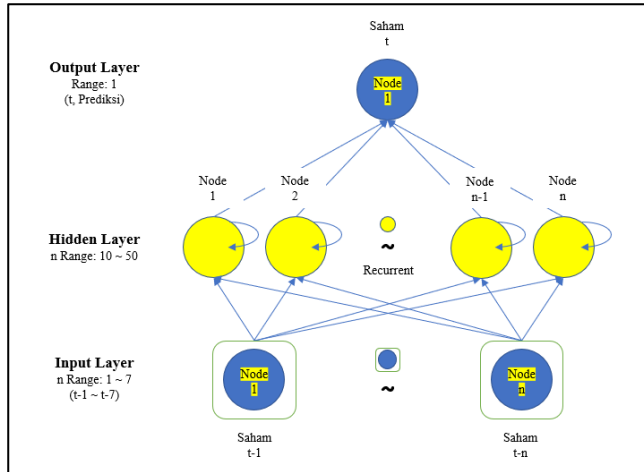 Saham
t
Output Layer
Range: 1
(t, Prediksi)
Node
1
Node
1
Node
2
Node
n-1
Node
n
Hidden Layer
n Range: 10 ~ 50
~
Recurrent
Input Layer
n Range: 1 ~ 7
(t-1 ~ t-7)
Node
1
~
Node
n
Saham
t-1
Saham
t-n